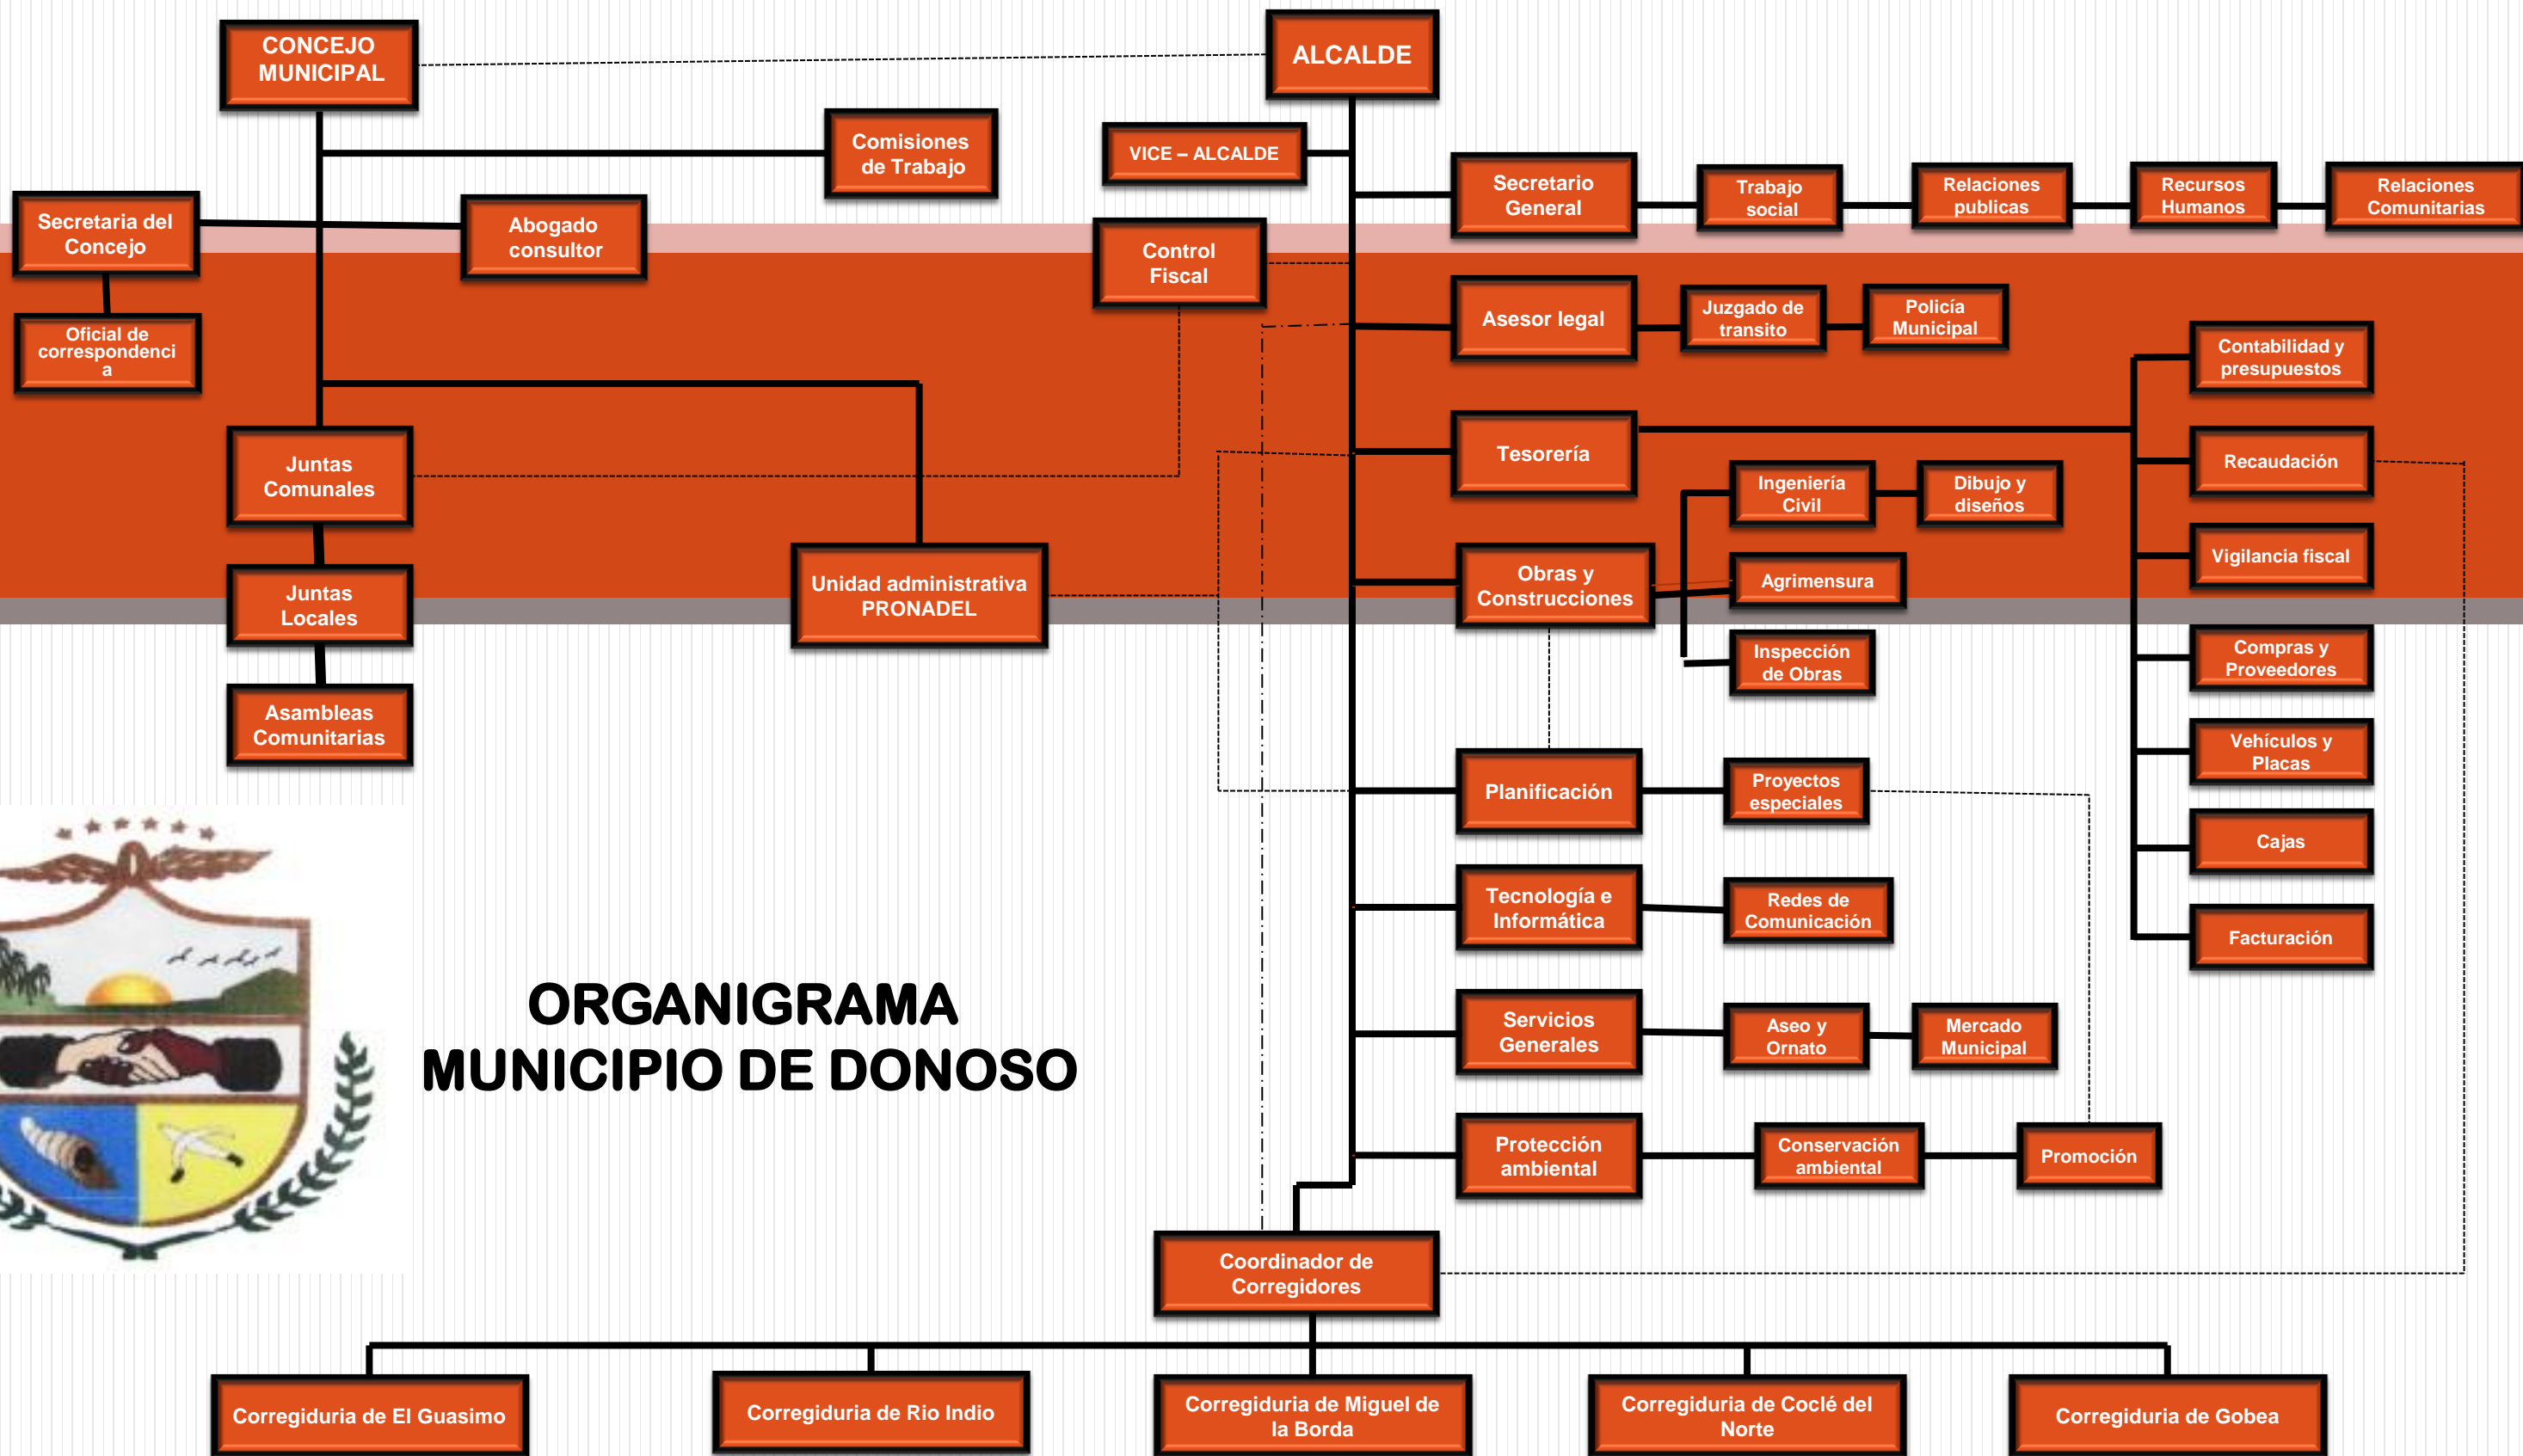 CONCEJO
MUNICIPAL
ALCALDE
Comisiones
de Trabajo
VICE – ALCALDE
Secretario
General
Trabajo
social
Relaciones
publicas
Recursos
Humanos
Relaciones
Comunitarias
Secretaria del
Concejo
Abogado
consultor
Control
Fiscal
Oficial de
correspondenci
a
Asesor legal
Juzgado de
transito
Policía
Municipal
Contabilidad y
presupuestos
Juntas
Comunales
Tesorería
Recaudación
Ingeniería
Civil
Dibujo y
diseños
Vigilancia fiscal
Juntas
Locales
Unidad administrativa
PRONADEL
Obras y
Construcciones
Agrimensura
Inspección
de Obras
Compras y
Proveedores
Asambleas
Comunitarias
Vehículos y
Placas
Planificación
Proyectos
especiales
Cajas
Tecnología e
Informática
Redes de
Comunicación
Facturación
ORGANIGRAMA
MUNICIPIO DE DONOSO
Servicios
Generales
Aseo y
Ornato
Mercado
Municipal
Protección
ambiental
Conservación
ambiental
Promoción
Coordinador de
Corregidores
Corregiduria de El Guasimo
Corregiduria de Rio Indio
Corregiduria de Miguel de
la Borda
Corregiduria de Coclé del
Norte
Corregiduria de Gobea